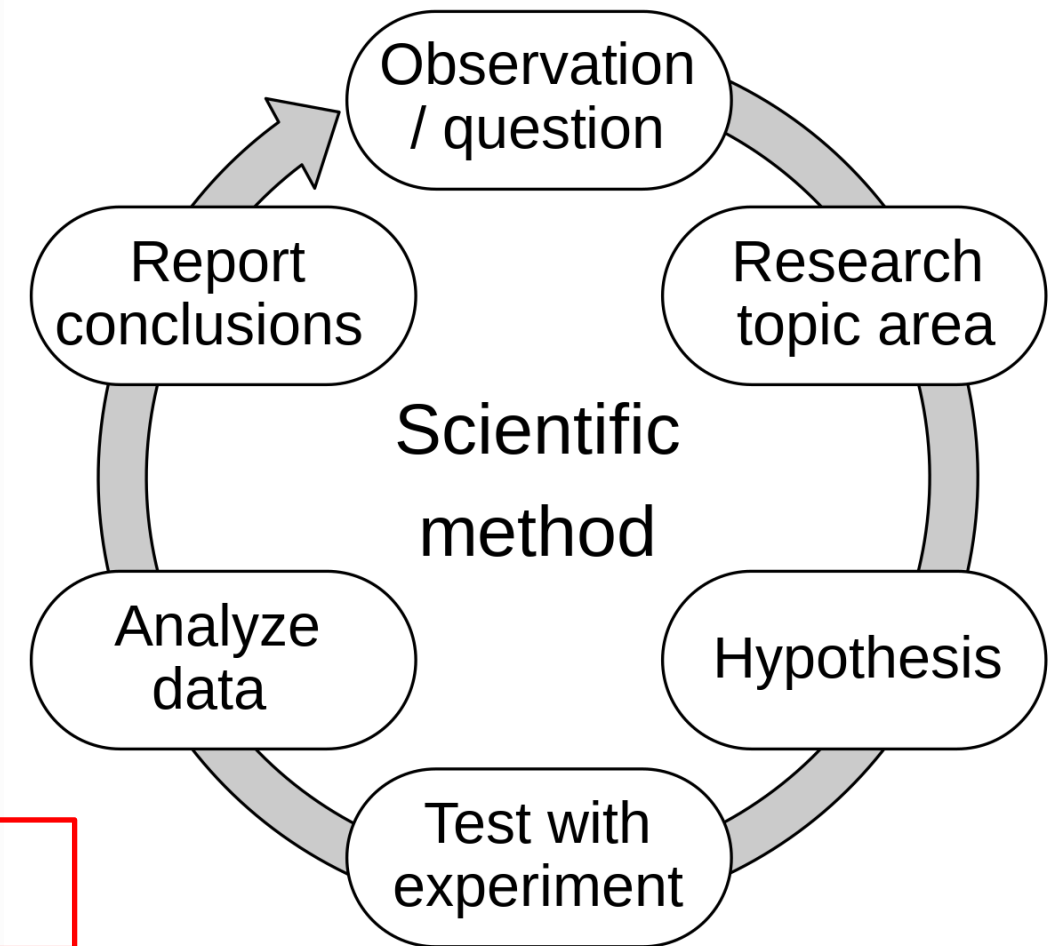 Observation
/ question
Research
topic area
Hypothesis
Test with
experiment
Analyze
data
Report
conclusions
Scientific
method